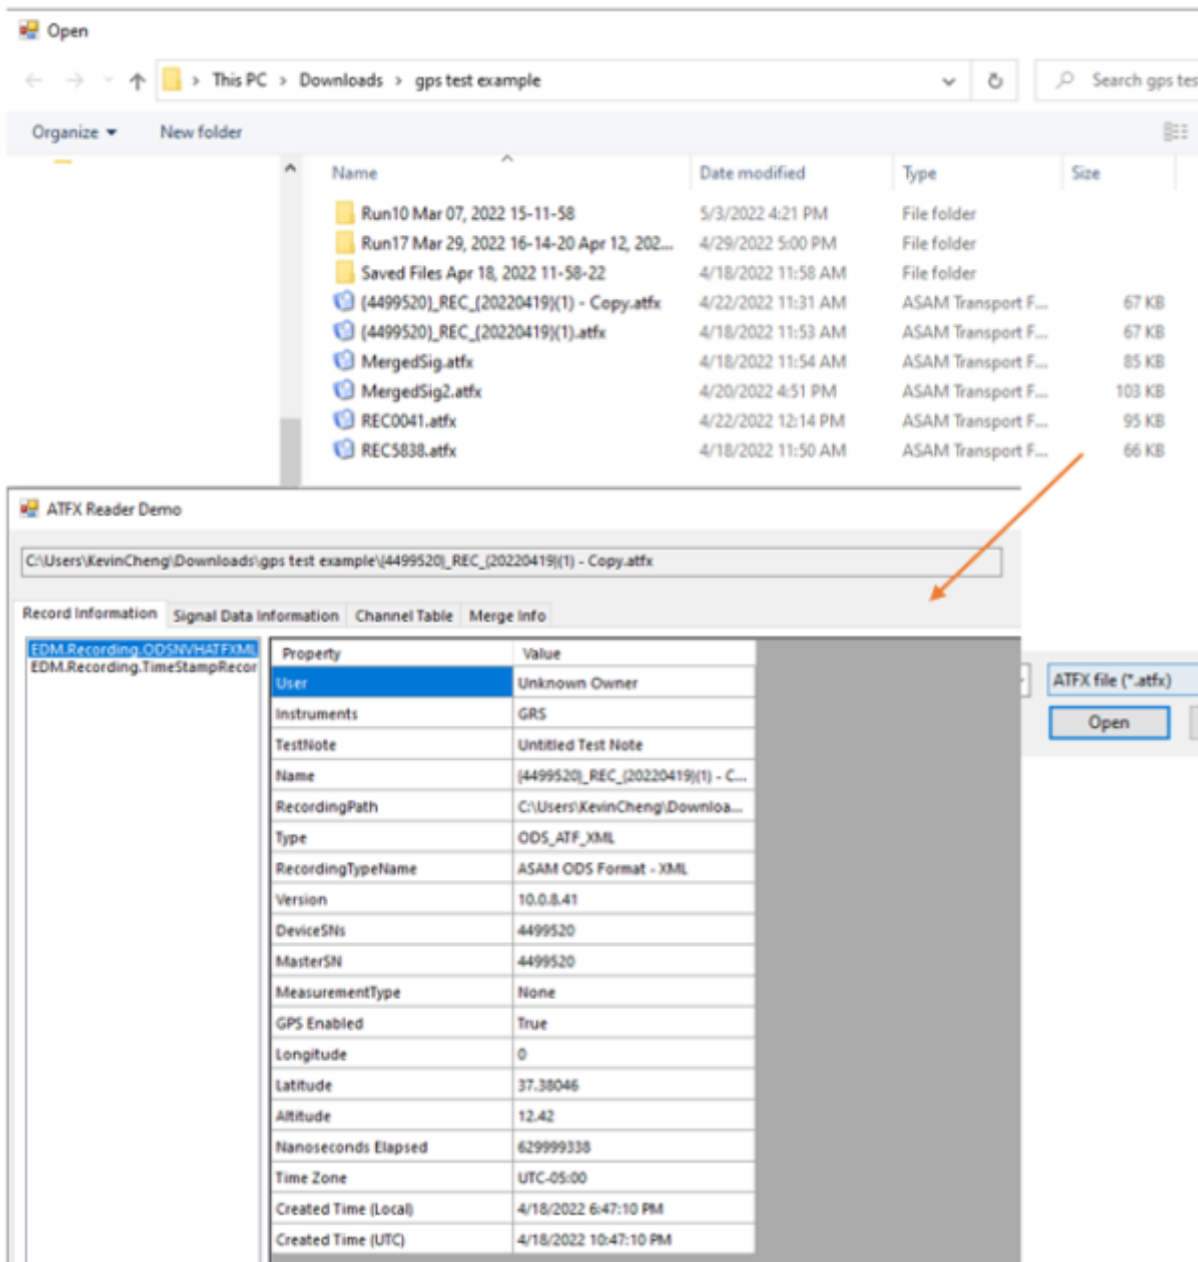 Open
This PC > Downloads > gps test example
Search gps tes
Organize
New folder
Name Date modified Type Size
Run10 Mar 07, 2022 15-11-58 5/3/2022 4:21 PM File folder
Run17 Mar 29, 2022 16-14-20 Apr 12, 202... 4/29/2022 5:00 PM File folder
Saved Files Apr 18, 2022 11-58-22 4/18/2022 11:58 AM File folder
{4499520}_REC_{20220419}(1) - Copy.atfx 4/22/2022 11:31 AM ASAM Transport F... 67 KB
{4499520}_REC_{20220419}(1).atfx 4/18/2022 11:53 AM ASAM Transport F... 67 KB
MergedSig.atfx 4/18/2022 11:54 AM ASAM Transport F... 85 KB
MergedSig2.atfx 4/20/2022 4:51 PM ASAM Transport F... 103 KB
REC0041.atfx 4/22/2022 12:14 PM ASAM Transport F... 95 KB
REC5838.atfx 4/18/2022 11:50 AM ASAM Transport F... 66 KB
ATFX Reader Demo
C:\Users\KevinCheng\Downloads\gps test example\{4499520}_REC_{20220419}(1) - Copy.atfx
Record Information Signal Data Information Channel Table Merge Info
EDM.Recording.ODSNVHATFXML
EDM.Recording.TimeStampRecor
Property Value
User Unknown Owner
Instruments GRS
TestNote Untitled Test Note
Name {4499520}_REC_{20220419}(1) - C...
RecordingPath C:\Users\KevinCheng\Downloa...
Type ODS_ATF_XML
RecordingTypeName ASAM ODS Format - XML
Version 10.0.8.41
DeviceSNs 4499520
MasterSN 4499520
MeasurementType None
GPS Enabled True
Longitude 0
Latitude 37.38046
Altitude 12.42
Nanoseconds Elapsed 629999338
Time Zone UTC-05:00
Created Time (Local) 4/18/2022 6:47:10 PM
Created Time (UTC) 4/18/2022 10:47:10 PM
ATFX file (*.atfx)
Open